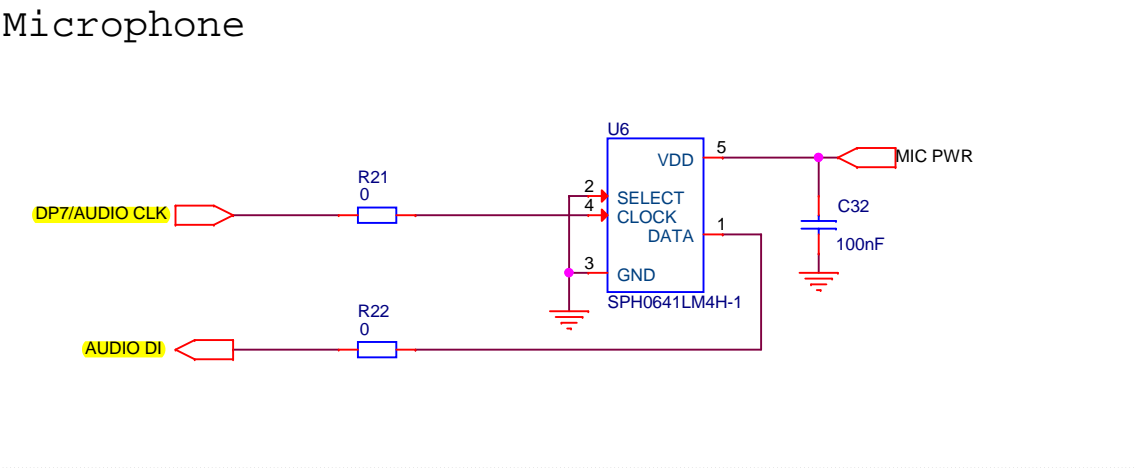 Microphone
U6
VDD
5
MIC PWR
R21
0
2
SELECT
DP7/AUDIO CLK
4
CLOCK
C32
DATA
1
100nF
3
GND
SPH0641LM4H-1
R22
0
AUDIO DI